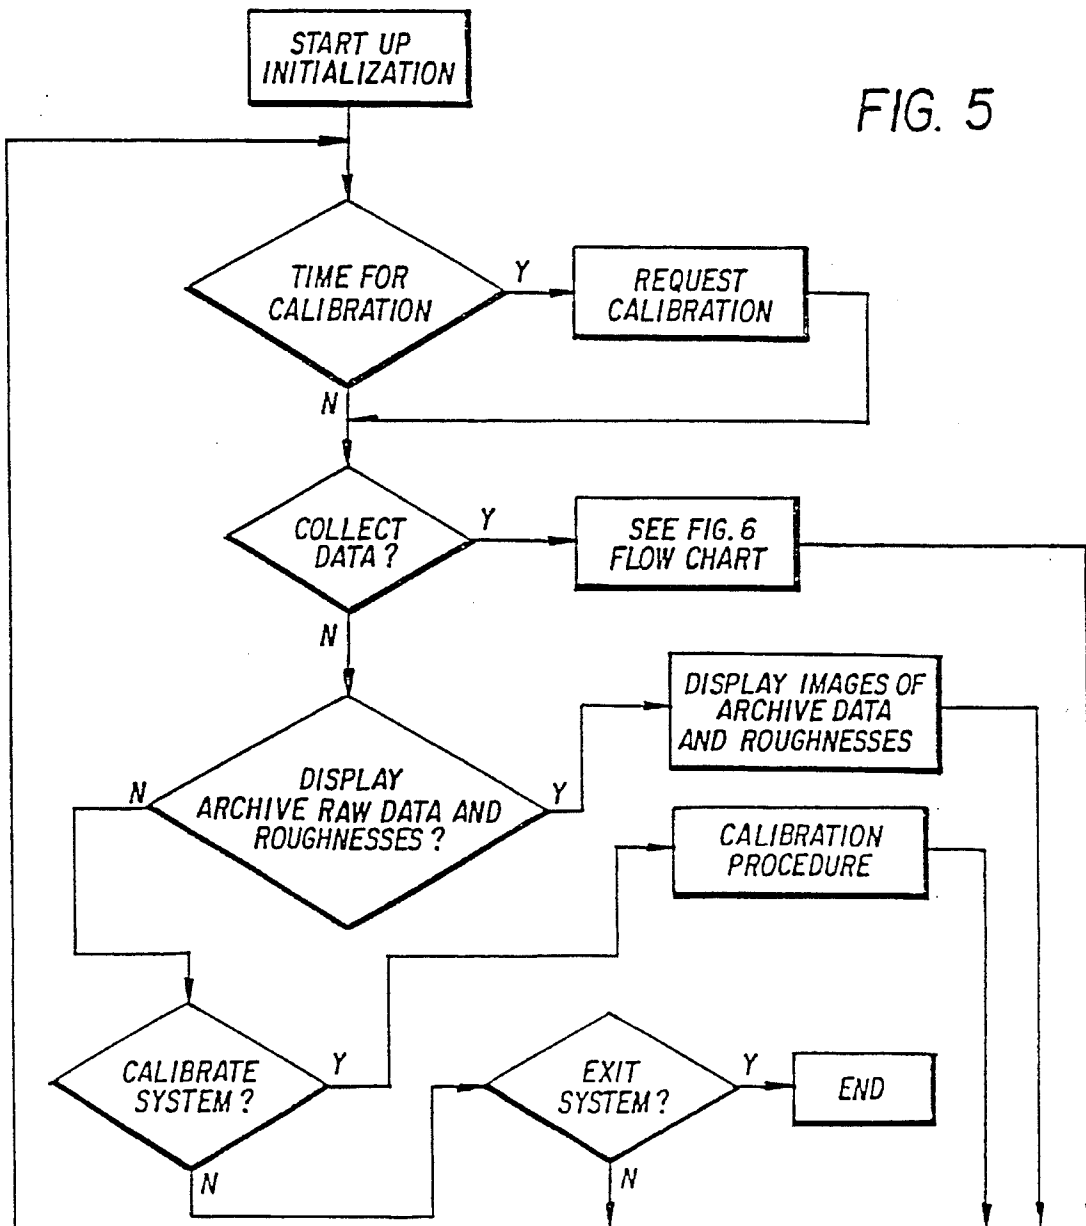 START UP
INITIALIZATION
FIG. 5
TIME FOR
CALIBRATION
Y
REQUEST
CALIBRATION
N
COLLECT
DATA?
Y
SEE FIG. 6
FLOW CHART
N
DISPLAY IMAGES OF
ARCHIVE DATA
AND ROUGHNESSES
DISPLAY
ARCHIVE RAW DATA AND
ROUGHNESSES?
N
Y
CALIBRATION
PROCEDURE
CALIBRATE
SYSTEM?
Y
EXIT
SYSTEM?
Y
END
N
N